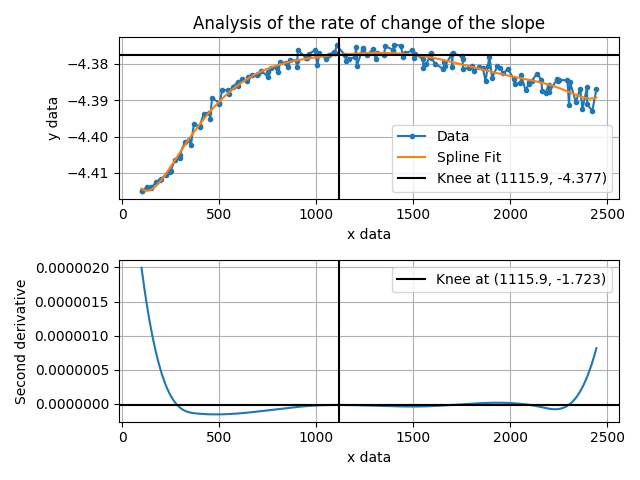 Analysis of the rate of change of the slope
y data
−4.38
−4.39
−4.40
−4.41
Data
Spline Fit
Knee at (1115.9, -4.377)
0 500 1000 1500 2000 2500
x data
Second derivative
0.0000020
0.0000015
0.0000010
0.0000005
0.0000000
Knee at (1115.9, -1.723)
0 500 1000 1500 2000 2500
x data